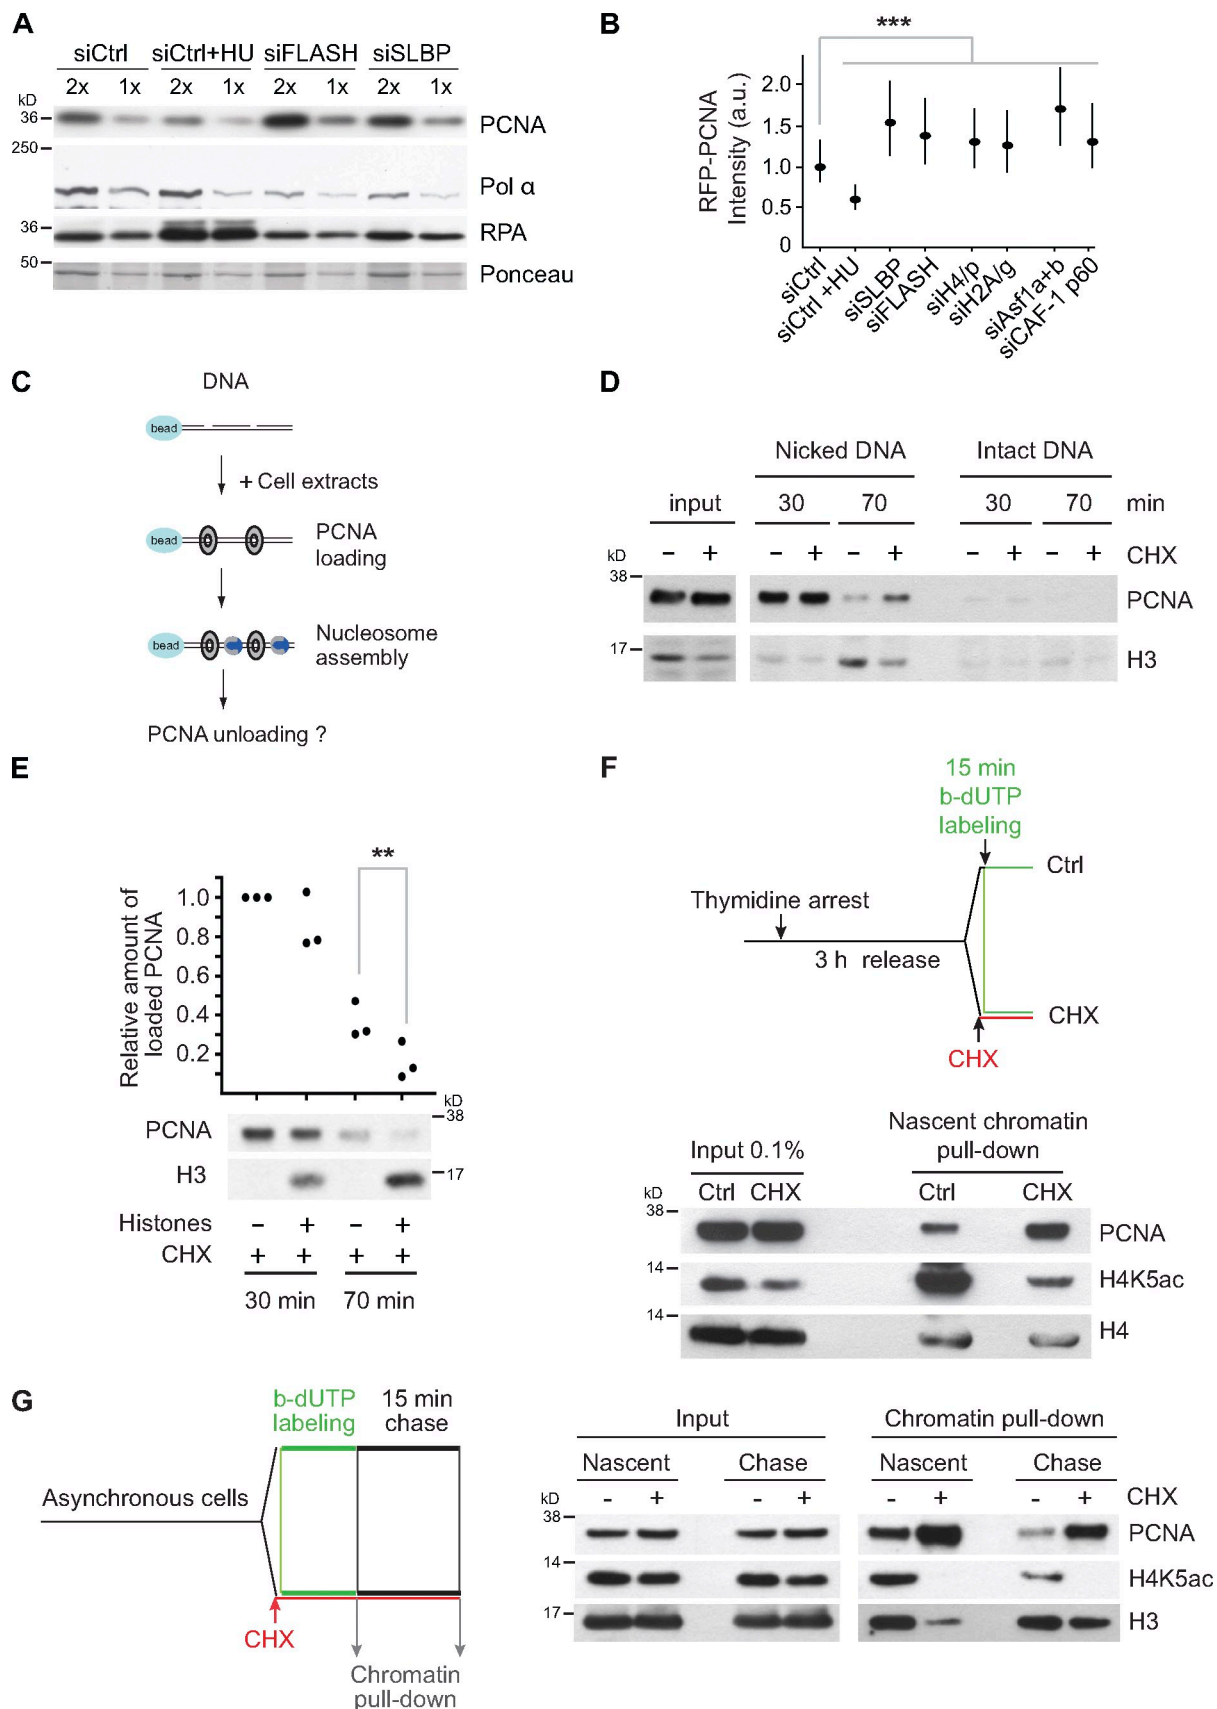 A
siCtrl siCtrl+HU siFLASH siSLBP
2x 1x 2x 1x 2x 1x 2x 1x
kD
36
PCNA
250
Pol α
36
RPA
50
Ponceau
B
***
RFP-PCNA
Intensity (a.u.)
2.0
1.5
1.0
0.5
0
siCtrl
siCtrl +HU
siSLBP
siFLASH
siH4/p
siH2A/g
siAsf1a+b
siCAF-1 p60
C
DNA
bead
+ Cell extracts
bead
PCNA
loading
bead
Nucleosome
assembly
PCNA unloading ?
D
Nicked DNA Intact DNA
input 30 70 30 70 min
kD
− + − + − + − + − + CHX
38
PCNA
17
H3
E
**
Relative amount of
loaded PCNA
1.0
0.8
0.6
0.4
0.2
kD
PCNA
38
H3
17
Histones − + − +
CHX + + + +
30 min 70 min
F
15 min
b-dUTP
labeling
Ctrl
Thymidine arrest
3 h release
CHX
CHX
Nascent chromatin
pull-down
Input 0.1%
kD
Ctrl CHX Ctrl CHX
38
PCNA
14
H4K5ac
14
H4
G
b-dUTP
labeling
15 min
chase
Asynchronous cells
CHX
Chromatin
pull-down
Input Chromatin pull-down
Nascent Chase Nascent Chase
kD
- + - + - + - + CHX
38
PCNA
14
H4K5ac
17
H3